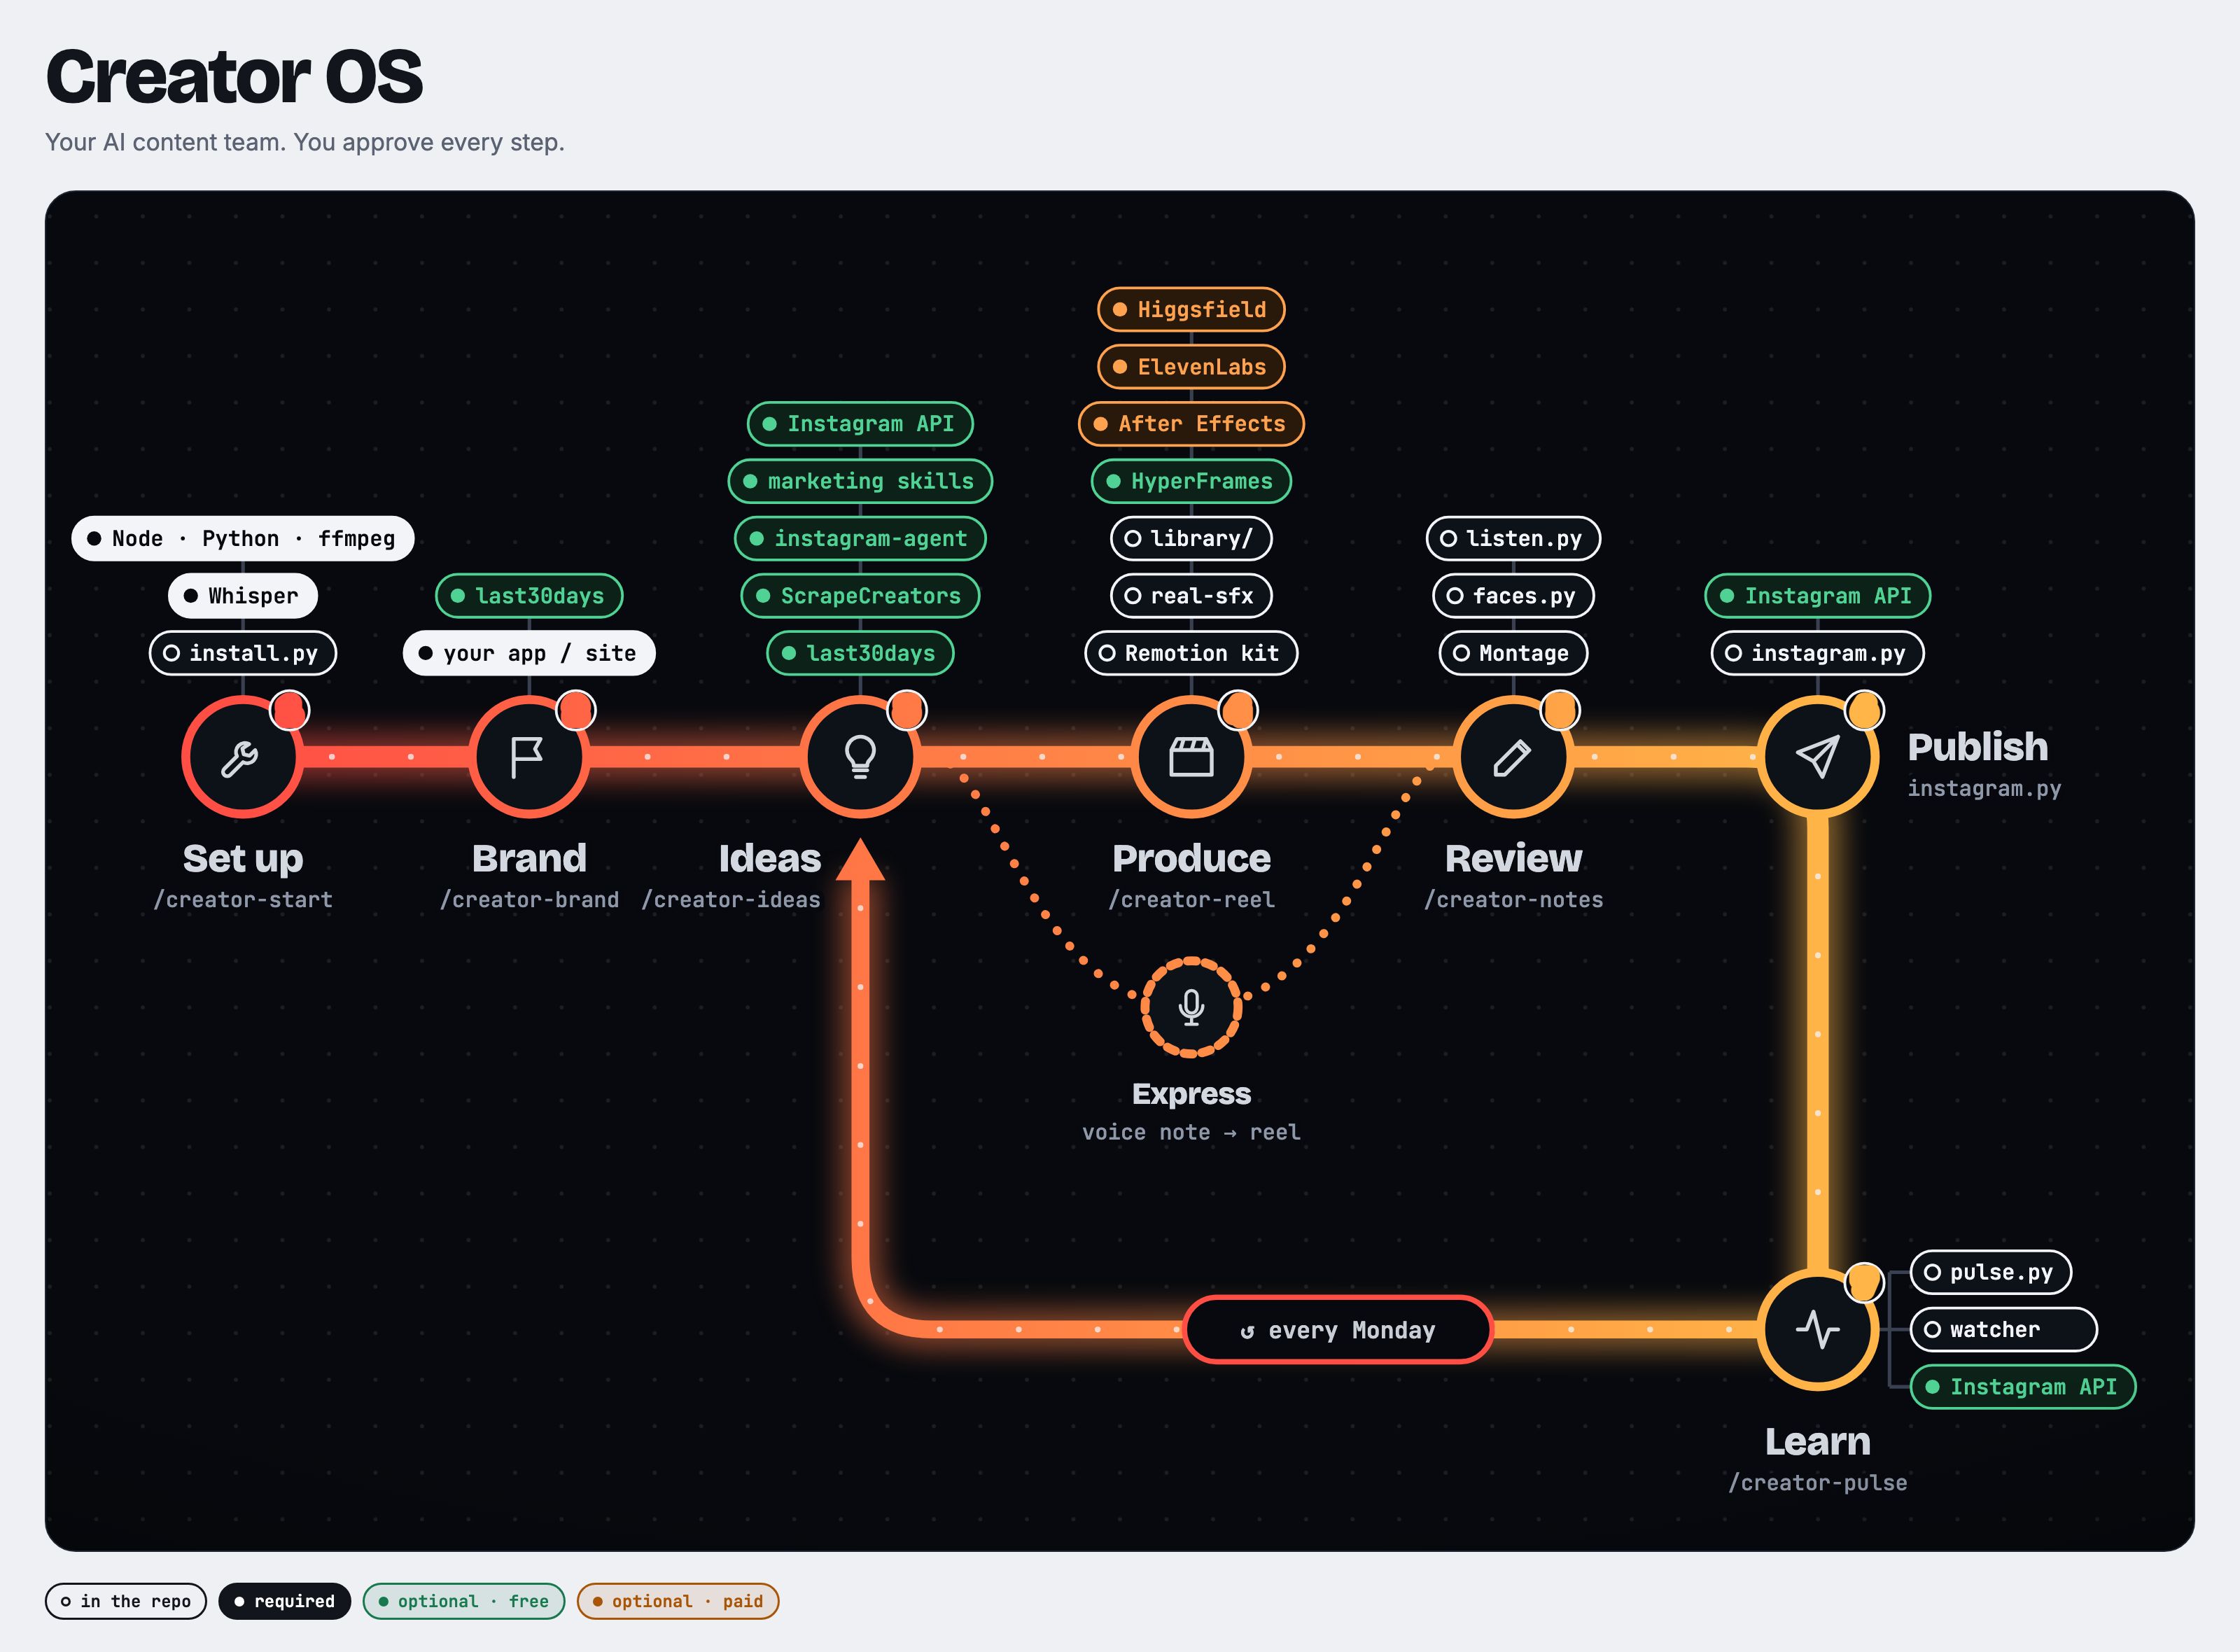 Creator OS
Your AI content team. You approve every step.
Node · Python · ffmpeg
Whisper
install.py
Set up
/creator-start
last30days
your app / site
Brand
/creator-brand
Instagram API
marketing skills
instagram-agent
ScrapeCreators
last30days
Ideas
/creator-ideas
Higgsfield
ElevenLabs
After Effects
HyperFrames
library/
real-sfx
Remotion kit
Produce
/creator-reel
Express
voice note → reel
listen.py
faces.py
Montage
Review
/creator-notes
Instagram API
instagram.py
Publish
instagram.py
pulse.py
watcher
Instagram API
Learn
/creator-pulse
↺ every Monday
in the repo
required
optional · free
optional · paid